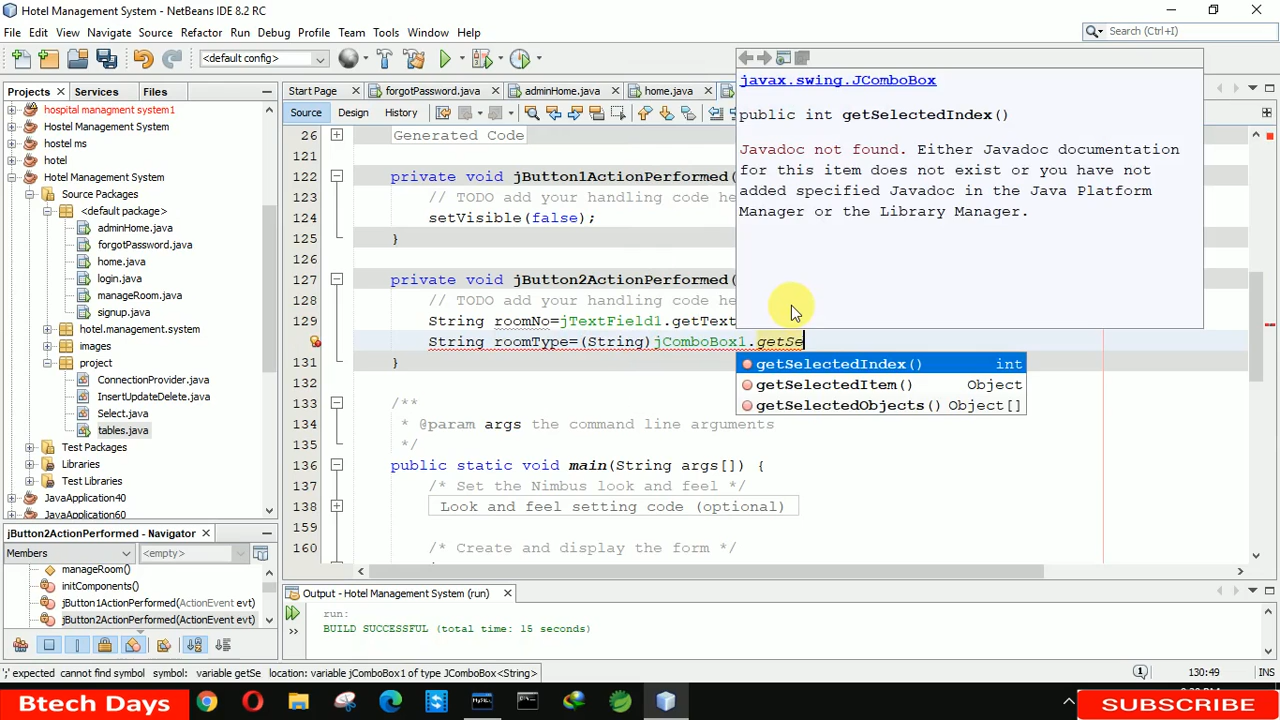 Hotel Management System - NetBeans IDE 8.2 RC
File Edit View Navigate Source Refactor Run Debug Profile Team Tools Window Help
Search (Ctrl+I)
<default config>
Projects Services Files
hospital managment system1
Hostel Management System
hostel ms
hotel
Hotel Management System
Source Packages
<default package>
adminHome.java
forgotPassword.java
home.java
login.java
manageRoom.java
signup.java
hotel.management.system
images
project
ConnectionProvider.java
InsertUpdateDelete.java
Select.java
tables.java
Test Packages
Libraries
Test Libraries
JavaApplication40
JavaApplication60
jButton2ActionPerformed - Navigator
Members <empty>
manageRoom()
initComponents()
jButton1ActionPerformed(ActionEvent evt)
jButton2ActionPerformed(ActionEvent evt)
Start Page forgotPassword.java adminHome.java home.java
Source Design History
26 Generated Code
121
122 private void jButton1ActionPerformed(
123 // TODO add your handling code he
124 setVisible(false);
125 }
126
127 private void jButton2ActionPerformed(
128 // TODO add your handling code he
129 String roomNo=jTextField1.getText
String roomType=(String)jComboBox1.getSe
131 }
132
133 /**
134 * @param args the command line arguments
135 */
136 public static void main(String args[]) {
137 /* Set the Nimbus look and feel */
138 Look and feel setting code (optional)
159
160 /* Create and display the form */
javax.swing.JComboBox
public int getSelectedIndex()
Javadoc not found. Either Javadoc documentation
for this item does not exist or you have not
added specified Javadoc in the Java Platform
Manager or the Library Manager.
getSelectedIndex() int
getSelectedItem() Object
getSelectedObjects() Object[]
Output - Hotel Management System (run)
run:
BUILD SUCCESSFUL (total time: 15 seconds)
';' expected cannot find symbol symbol: variable getSe location: variable jComboBox1 of type JComboBox<String>
130:49
Btech Days
SUBSCRIBE